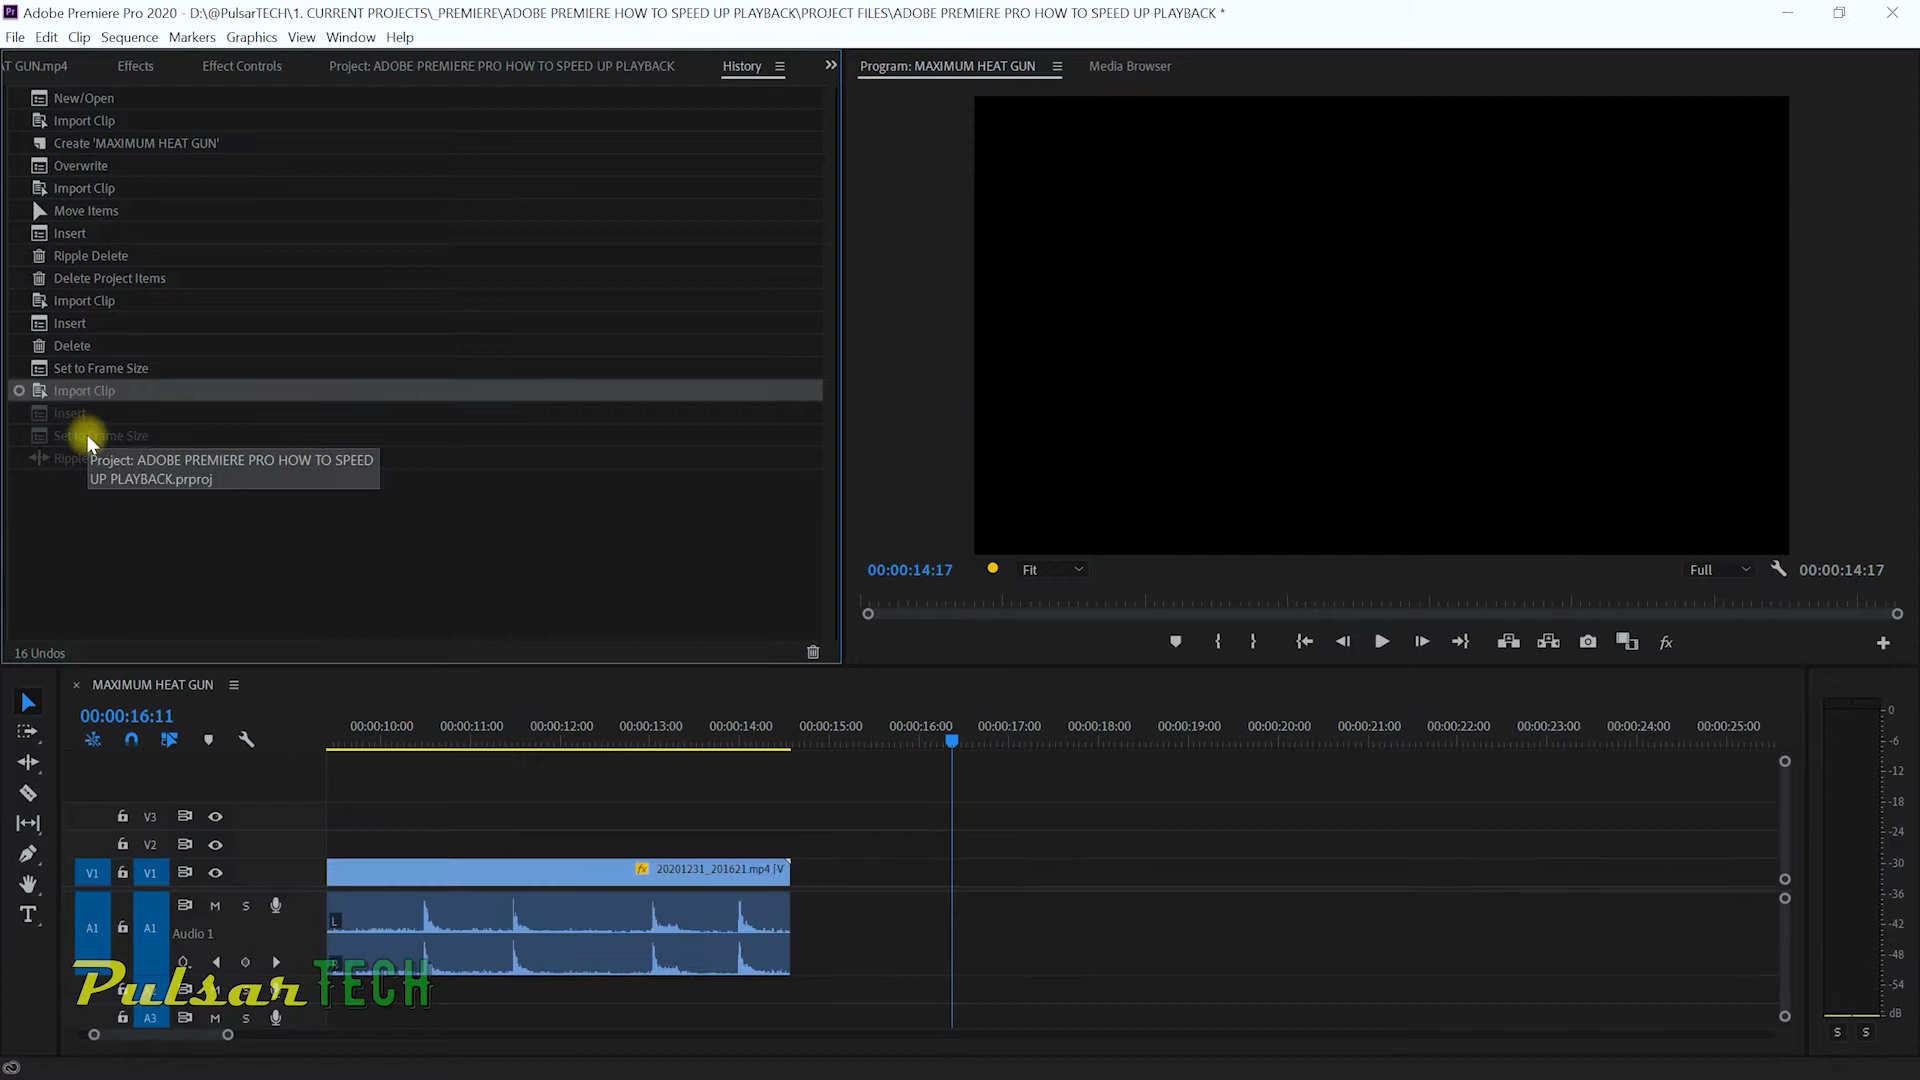 Adobe Premiere Pro 2020 - D:\@PulsarTECH\1. CURRENT PROJECTS\_PREMIERE\ADOBE PREMIERE HOW TO SPEED UP PLAYBACK\PROJECT FILES\ADOBE PREMIERE PRO HOW TO SPEED UP PLAYBACK *
File Edit Clip Sequence Markers Graphics View Window Help
AT GUN.mp4 Effects Effect Controls Project: ADOBE PREMIERE PRO HOW TO SPEED UP PLAYBACK History
Program: MAXIMUM HEAT GUN Media Browser
New/Open
Import Clip
Create 'MAXIMUM HEAT GUN'
Overwrite
Import Clip
Move Items
Insert
Ripple Delete
Delete Project Items
Import Clip
Insert
Delete
Set to Frame Size
Import Clip
Insert
Set to Frame Size
Ripple
Project: ADOBE PREMIERE PRO HOW TO SPEED
UP PLAYBACK.prproj
16 Undos
00:00:14:17 Fit Full 00:00:14:17
MAXIMUM HEAT GUN
00:00:16:11
00:00:10:00 00:00:11:00 00:00:12:00 00:00:13:00 00:00:14:00 00:00:15:00 00:00:16:00 00:00:17:00 00:00:18:00 00:00:19:00 00:00:20:00 00:00:21:00 00:00:22:00 00:00:23:00 00:00:24:00 00:00:25:00
V3
V2
V1 V1
20201231_201621.mp4 [V
A1 A1 M S
Audio 1
L
A3 M S
PulsarTECH
0
-6
-12
-18
-24
-30
-36
-42
-48
-54
dB
S S